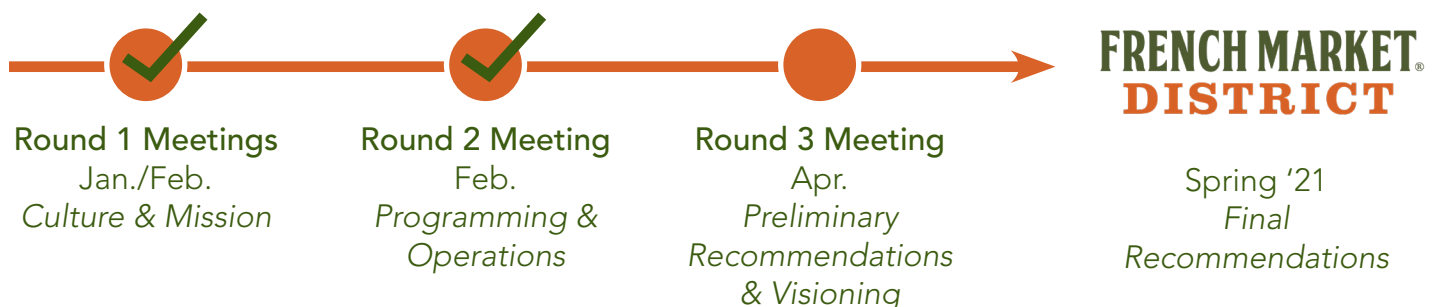 FRENCH MARKET®
DISTRICT
Round 1 Meetings
Jan./Feb.
Culture & Mission
Round 2 Meeting
Feb.
Programming &
Operations
Round 3 Meeting
Apr.
Preliminary
Recommendations
& Visioning
Spring ‘21
Final
Recommendations